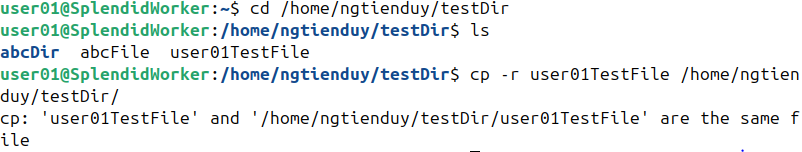 user01@SplendidWorker:~$ cd /home/ngtienduy/testDir
user01@SplendidWorker:/home/ngtienduy/testDir$ ls
abcDir  abcFile  user01TestFile
user01@SplendidWorker:/home/ngtienduy/testDir$ cp -r user01TestFile /home/ngtien
duy/testDir/
cp: 'user01TestFile' and '/home/ngtienduy/testDir/user01TestFile' are the same f
ile